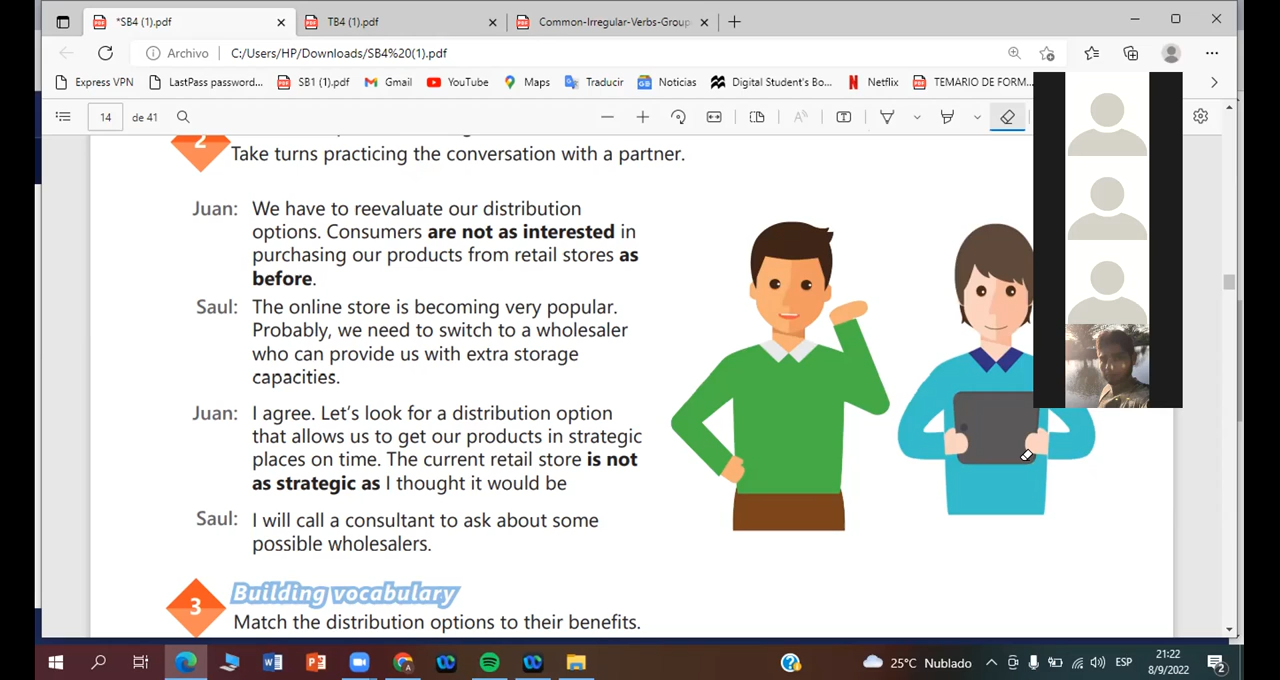 *SB4 (1).pdf
TB4 (1).pdf
Common-Irregular-Verbs-Group
Archivo
C:/Users/HP/Downloads/SB4%20(1).pdf
Express VPN
LastPass password...
SB1 (1).pdf
Gmail
YouTube
Maps
Traducir
Noticias
Digital Student's Bo...
Netflix
TEMARIO DE FORM...
14
de 41
2
Take turns practicing the conversation with a partner.
Juan: We have to reevaluate our distribution
options. Consumers are not as interested in
purchasing our products from retail stores as
before.
Saul: The online store is becoming very popular.
Probably, we need to switch to a wholesaler
who can provide us with extra storage
capacities.
Juan: I agree. Let's look for a distribution option
that allows us to get our products in strategic
places on time. The current retail store is not
as strategic as I thought it would be
Saul: I will call a consultant to ask about some
possible wholesalers.
3
Building vocabulary
Match the distribution options to their benefits.
25°C Nublado
ESP
21:22
8/9/2022
2